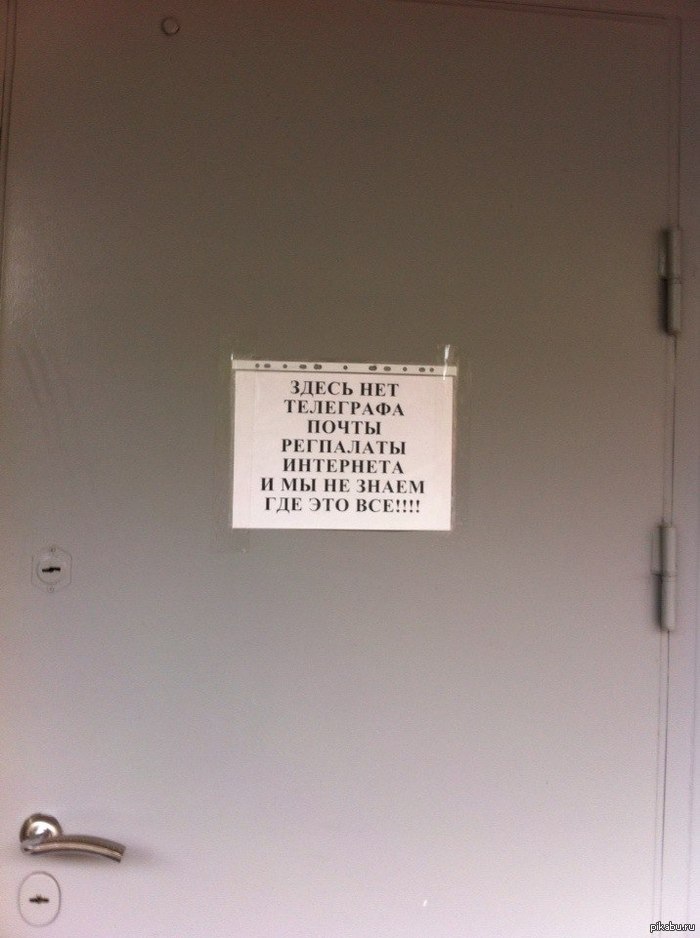 ЗДЕСЬ НЕТ
ТЕЛЕГРАФА
ПОЧТЫ
РЕГПАЛАТЫ
ИНТЕРНЕТА
И МЫ НЕ ЗНАЕМ
ГДЕ ЭТО ВСЕ!!!!
pikabu.ru